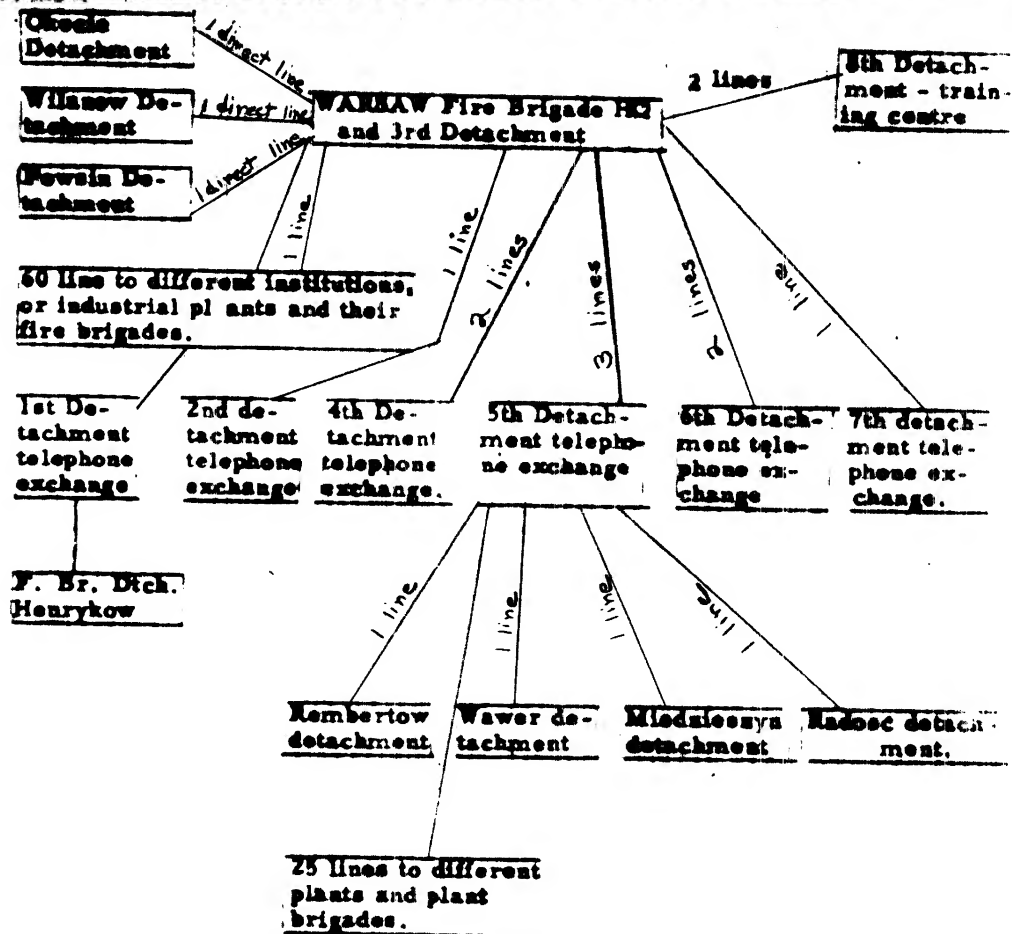 Okecie
Detachment
1 direct line
Wilanow De-
tachment
1 direct line
Powsin De-
tachment
1 direct line
WARSAW Fire Brigade HQ
and 3rd Detachment
2 lines
8th Detach-
ment - train-
ing centre
1 line
1 line
2 lines
3 lines
2 lines
1 line
60 line to different institutions,
or industrial pl ants and their
fire brigades.
1st De-
tachment
telephone
exchange
2nd de-
tachment
telephone
exchange
4th De-
tachment
telephone
exchange.
5th Detach-
ment telepho-
ne exchange
6th Detach-
ment tele-
phone ex-
change
7th detach-
ment tele-
phone ex-
change.
F. Br. Dtch.
Henrykow
1 line
1 line
1 line
1 line
Rembertow
detachment
Wawer de-
tachment
Miedzleszyn
detachment
Radosc detach-
ment.
25 lines to different
plants and plant
brigades.